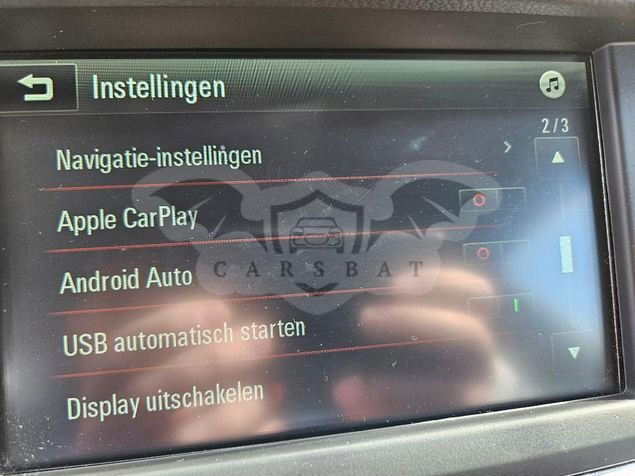 Instellingen
2/3
Navigatie-instellingen
Apple CarPlay
Android Auto
CARSBAT
USB automatisch starten
Display uitschakelen